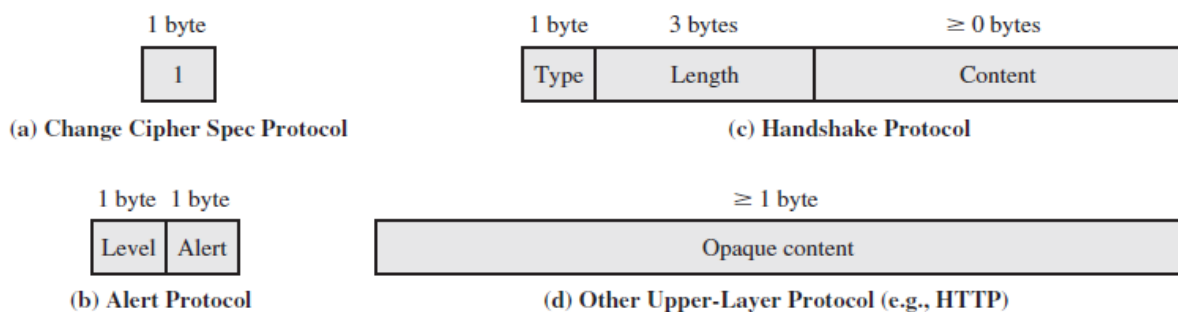 1 byte
1
(a) Change Cipher Spec Protocol
1 byte 3 bytes ≥ 0 bytes
Type Length Content
(c) Handshake Protocol
1 byte 1 byte
Level Alert
(b) Alert Protocol
≥ 1 byte
Opaque content
(d) Other Upper-Layer Protocol (e.g., HTTP)